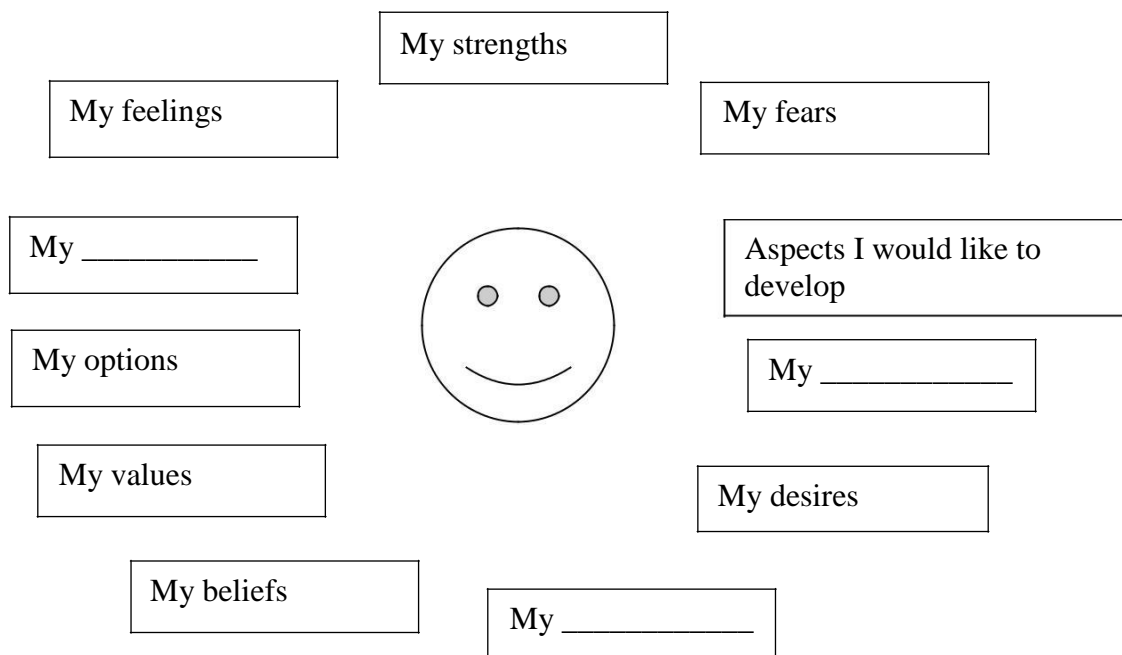 My strengths
My feelings
My fears
My ___________
Aspects I would like to
develop
My options
My ____________
My values
My desires
My beliefs
My ____________